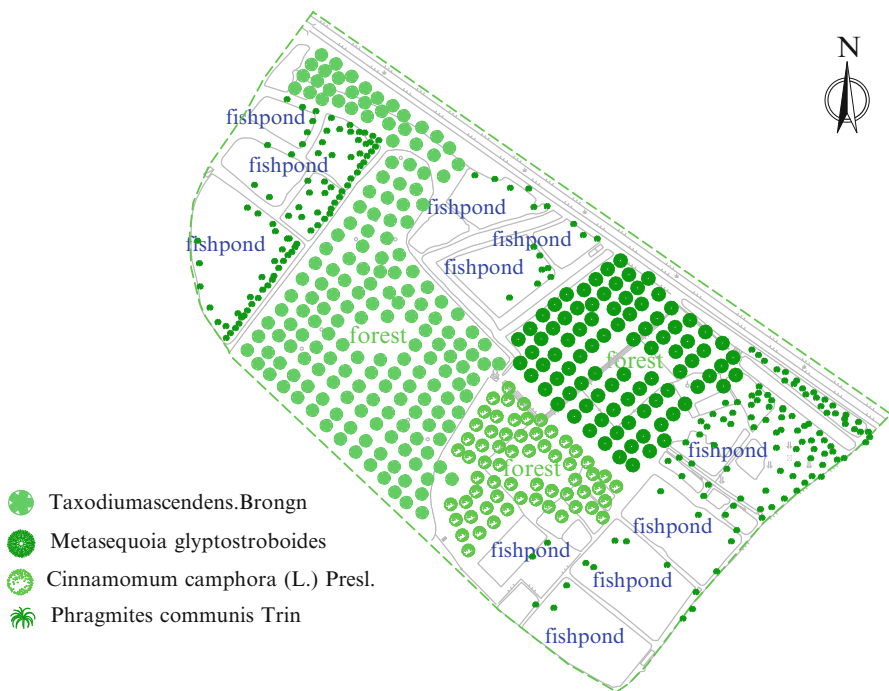 N
fishpond
fishpond
fishpond
fishpond
fishpond
fishpond
forest
forest
fishpond
forest
fishpond
fishpond
fishpond
fishpond
Taxodiumascendens.Brongn
Metasequoia glyptostroboides
Cinnamomum camphora (L.) Presl.
Phragmites communis Trin